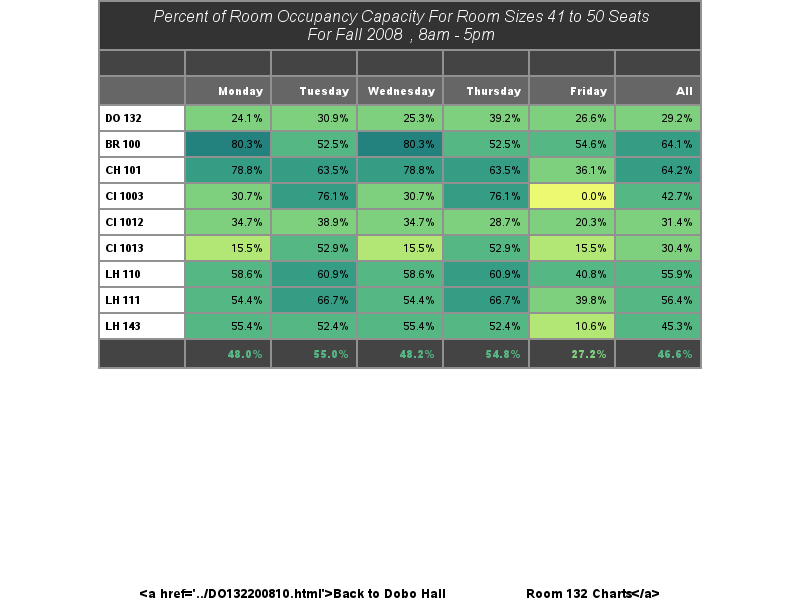 Percent of Room Occupancy Capacity For Room Sizes 41 to 50 Seats
For Fall 2008 , 8am - 5pm
Monday Tuesday Wednesday Thursday Friday All
DO 132 24.1% 30.9% 25.3% 39.2% 26.6% 29.2%
BR 100 80.3% 52.5% 80.3% 52.5% 54.6% 64.1%
CH 101 78.8% 63.5% 78.8% 63.5% 36.1% 64.2%
CI 1003 30.7% 76.1% 30.7% 76.1% 0.0% 42.7%
CI 1012 34.7% 38.9% 34.7% 28.7% 20.3% 31.4%
CI 1013 15.5% 52.9% 15.5% 52.9% 15.5% 30.4%
LH 110 58.6% 60.9% 58.6% 60.9% 40.8% 55.9%
LH 111 54.4% 66.7% 54.4% 66.7% 39.8% 56.4%
LH 143 55.4% 52.4% 55.4% 52.4% 10.6% 45.3%
48.0% 55.0% 48.2% 54.8% 27.2% 46.6%
<a href='../DO132200810.html'>Back to Dobo Hall Room 132 Charts</a>